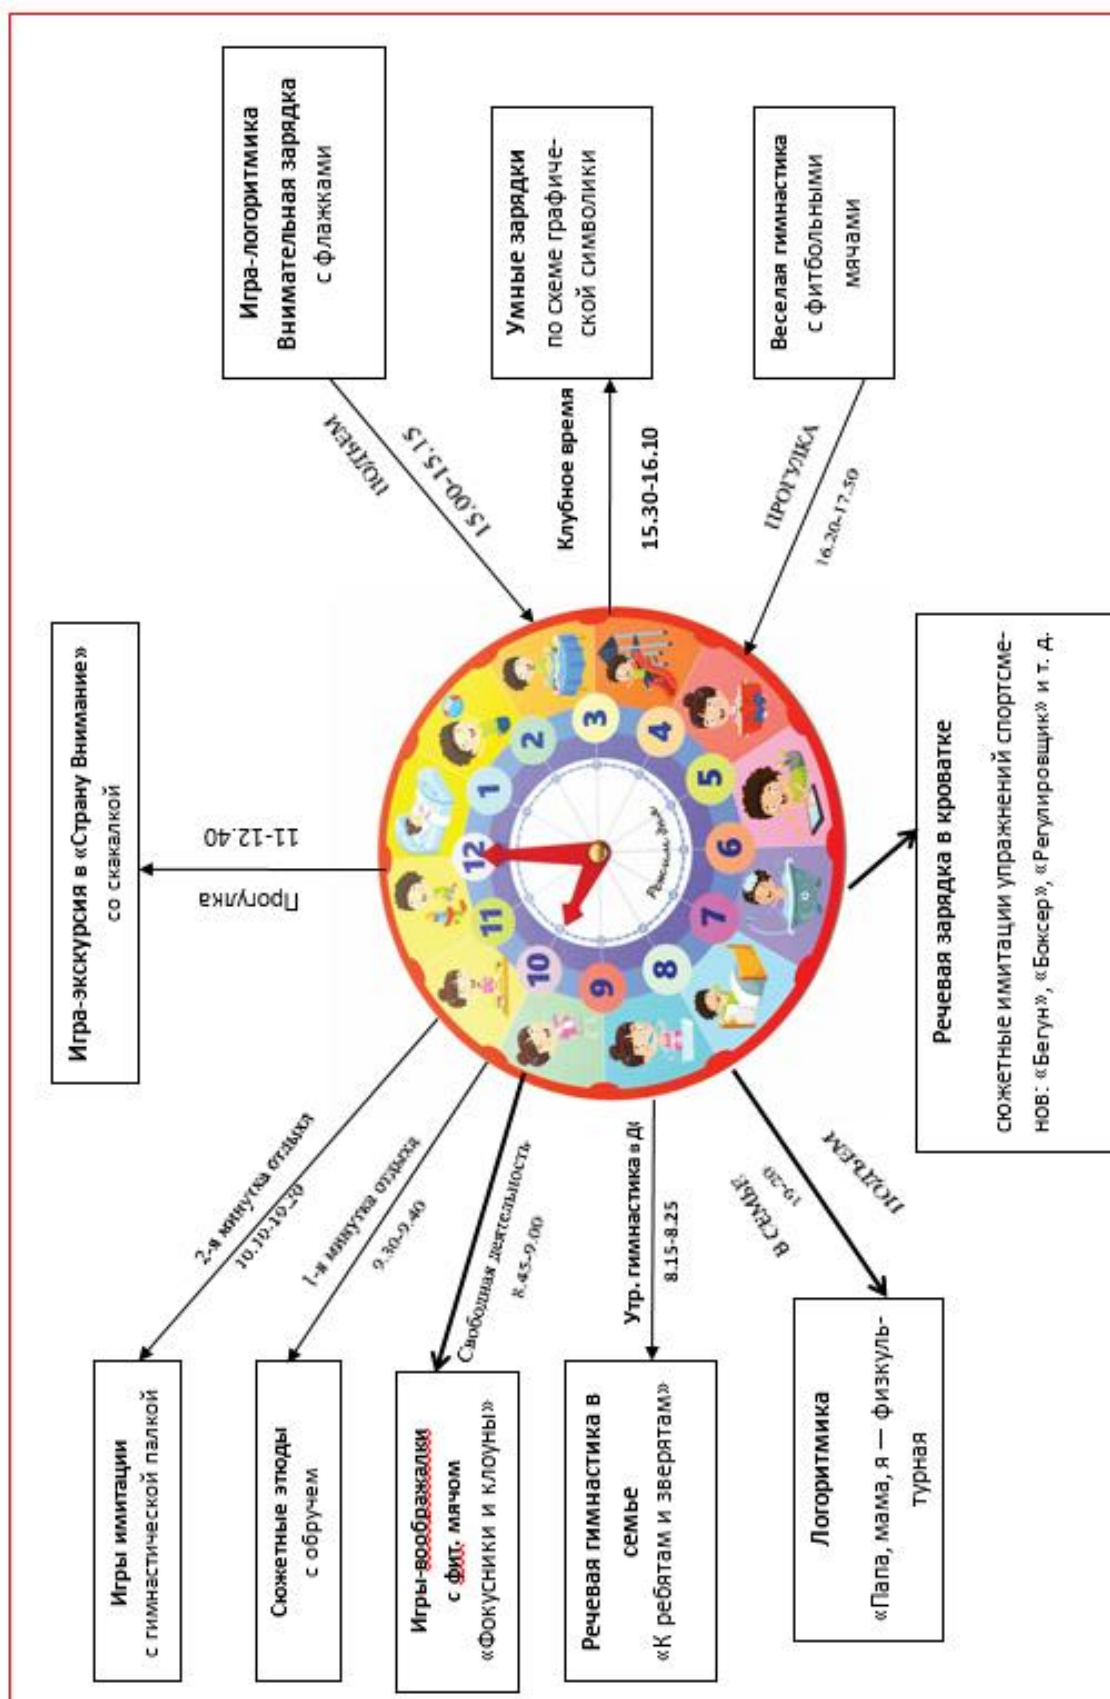 Игра-экскурсия в «Страну Внимание»
со скакалкой
Прогулка
11-12.40
Игра-логоритмика
Внимательная зарядка
с флажками
ПОДЪЕМ
15.00-15.15
Умные зарядки
по схеме графиче-
ской символики
Клубное время
15.30-16.10
Веселая гимнастика
с фитбольными
мячами
ПРОГУЛКА
16.20-17.50
Речевая зарядка в кроватке
сюжетные имитации упражнений спортсме-
нов: «Бегун», «Боксер», «Регулировщик» и т. д.
ПОДЪЕМ
В СЕМЬЕ
19-20
Логоритмика
«Папа, мама, я — физкуль-
турная
Утр. гимнастика в Д
8.15-8.25
Речевая гимнастика в
семье
«К ребятам и зверятам»
Свободная деятельность
8.45-9.00
Игры-воображалки
с фит. мячом
«Фокусники и клоуны»
1-я минутка отдыха
9.30-9.40
Сюжетные этюды
с обручем
2-я минутка отдыха
10.10-10.20
Игры имитации
с гимнастической палкой
12
1
2
3
4
5
6
7
8
9
10
11
Режим дня